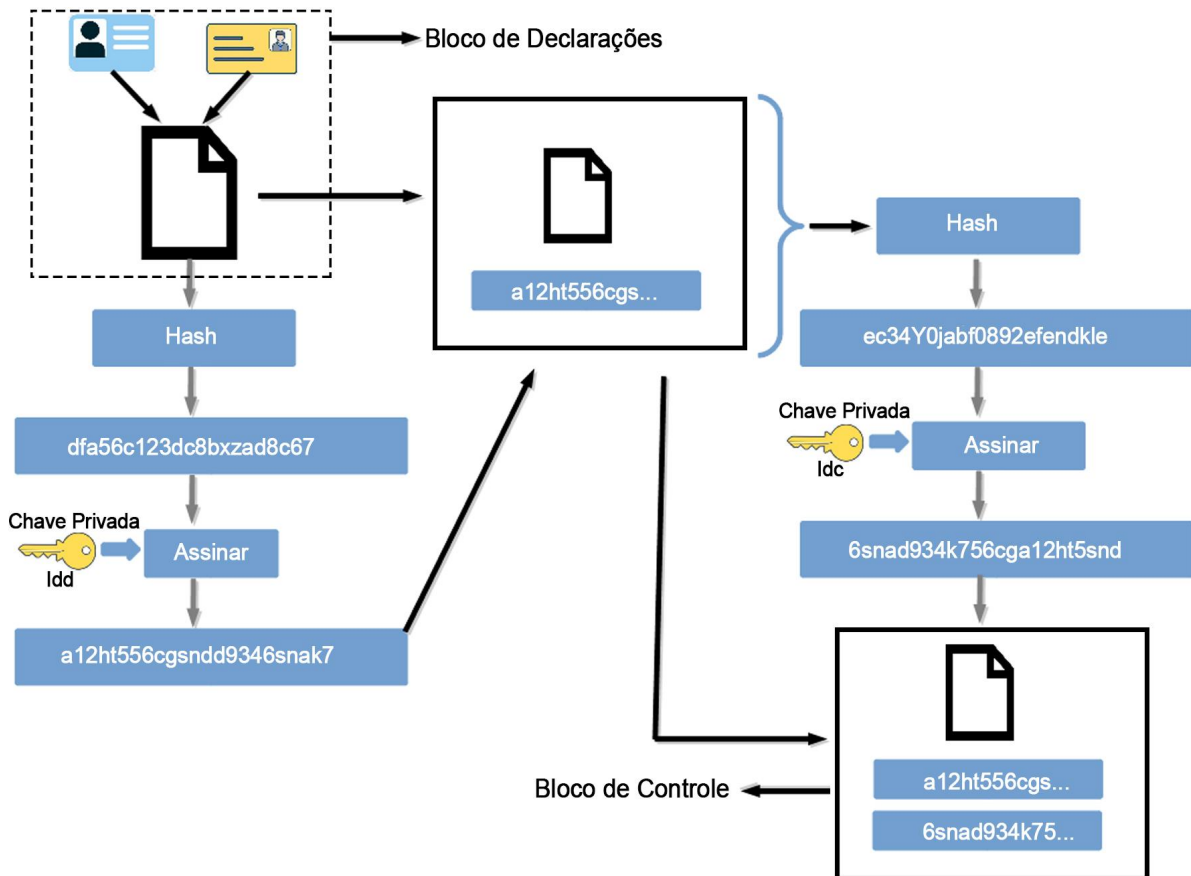 Bloco de Declarações
Hash
dfa56c123dc8bxzad8c67
Chave Privada
Idd
Assinar
a12ht556cgsndd9346snak7
a12ht556cgs...
Hash
ec34Y0jabf0892efendkle
Chave Privada
Idc
Assinar
6snad934k756cga12ht5snd
a12ht556cgs...
6snad934k75...
Bloco de Controle